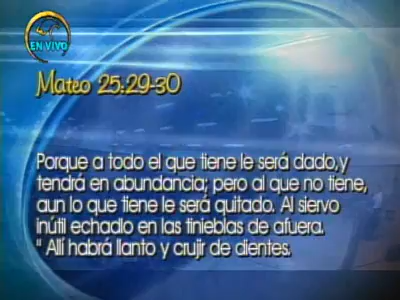 EN VIVO
Mateo 25:29-30
Porque a todo el que tiene le será dado,y
tendrá en abundancia; pero al que no tiene,
aun lo que tiene le será quitado. Al siervo
inútil echadlo en las tinieblas de afuera.
" Allí habrá llanto y crujir de dientes.